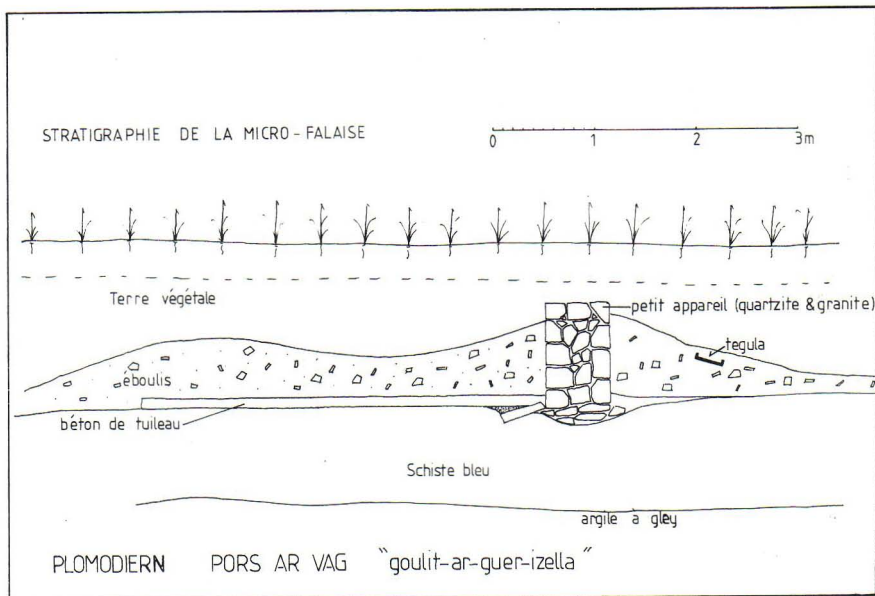 STRATIGRAPHIE DE LA MICRO-FALAISE
0 1 2 3m
Terre végétale
petit appareil (quartzite & granite)
tegula
éboulis
béton de tuileau
Schiste bleu
argile à gley
PLOMODIERN PORS AR VAG "goulit-ar-guer-izella"